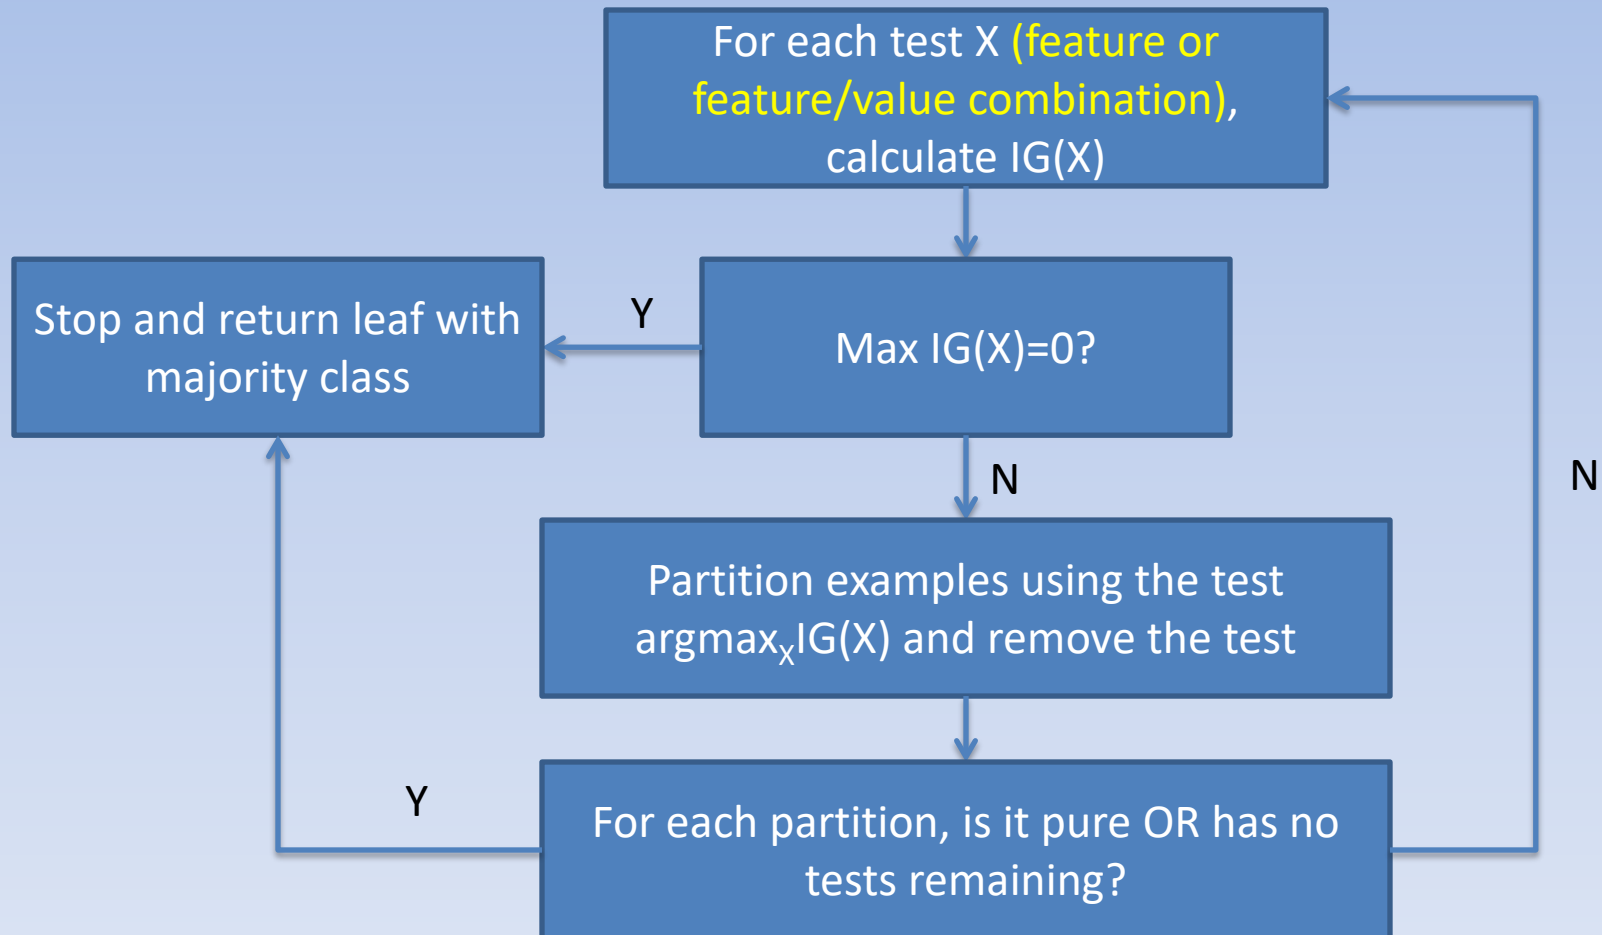 For each test X (feature or
feature/value combination),
calculate IG(X)
Stop and return leaf with
majority class
Y
Max IG(X)=0?
N
N
Partition examples using the test
argmaxₓIG(X) and remove the test
Y
For each partition, is it pure OR has no
tests remaining?